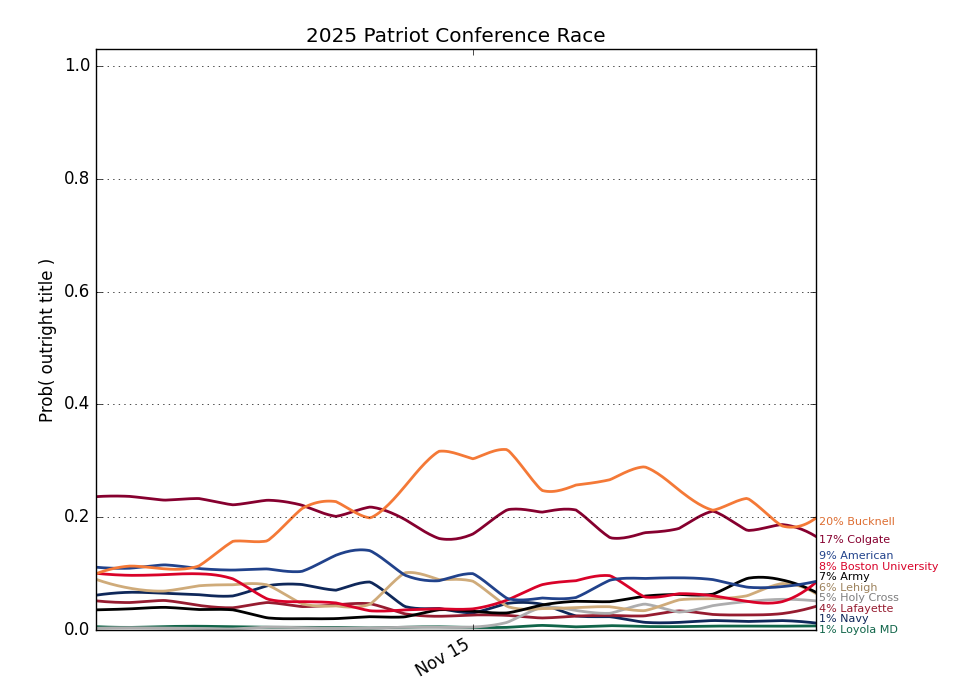 2025 Patriot Conference Race
1.0
0.8
0.6
0.4
0.2
0.0
Prob( outright title )
Nov 15
20% Bucknell
17% Colgate
9% American
8% Boston University
7% Army
6% Lehigh
5% Holy Cross
4% Lafayette
1% Navy
1% Loyola MD